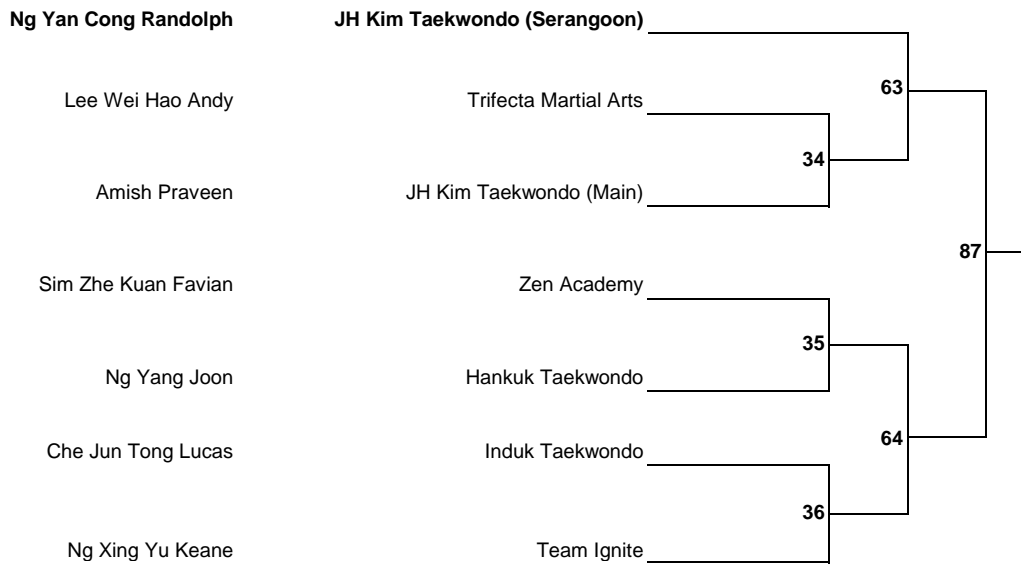 Ng Yan Cong Randolph JH Kim Taekwondo (Serangoon)
63
Lee Wei Hao Andy Trifecta Martial Arts
34
Amish Praveen JH Kim Taekwondo (Main)
87
Sim Zhe Kuan Favian Zen Academy
35
Ng Yang Joon Hankuk Taekwondo
64
Che Jun Tong Lucas Induk Taekwondo
36
Ng Xing Yu Keane Team Ignite